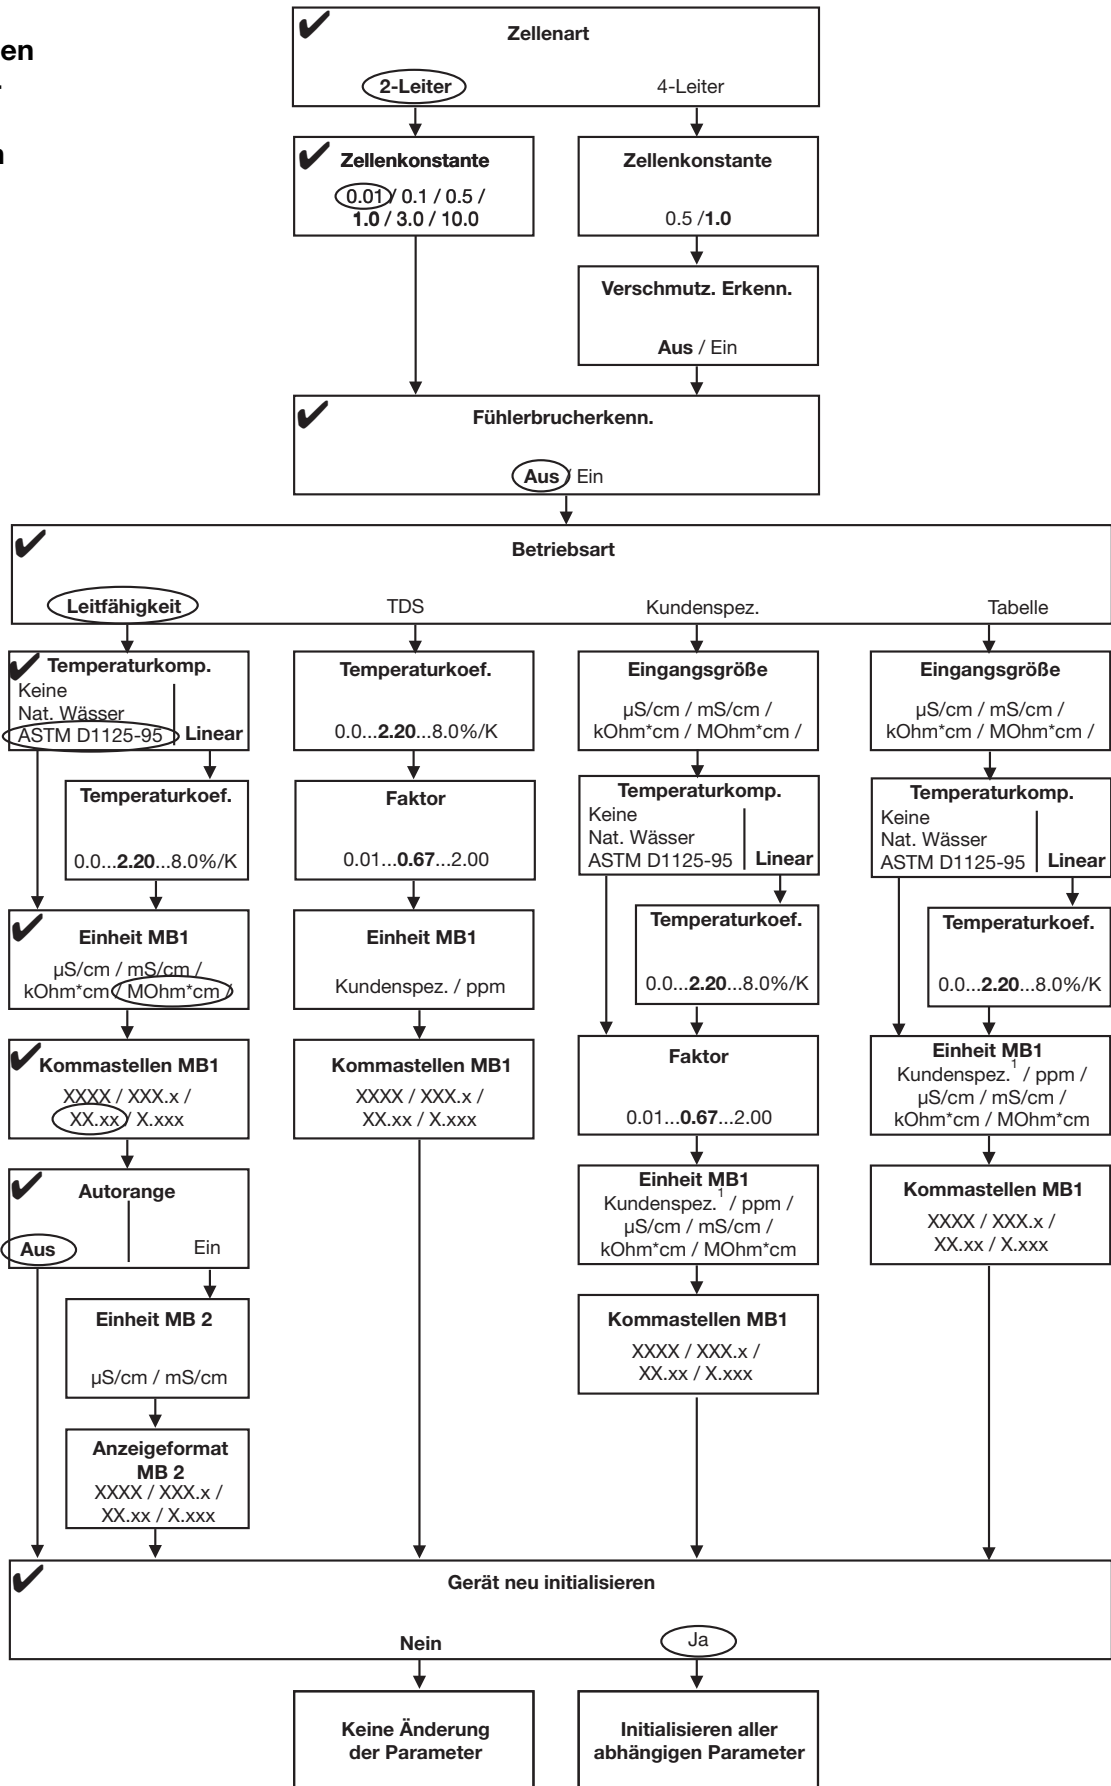 en
Zellenart
2-Leiter 4-Leiter
Zellenkonstante
0.01 / 0.1 / 0.5 /
1.0 / 3.0 / 10.0
Zellenkonstante
0.5 /1.0
Verschmutz. Erkenn.
Aus / Ein
Fühlerbrucherkenn.
Aus / Ein
Betriebsart
Leitfähigkeit TDS Kundenspez. Tabelle
Temperaturkomp.
Keine
Nat. Wässer
ASTM D1125-95 Linear
Temperaturkoef.
0.0...2.20...8.0%/K
Einheit MB1
µS/cm / mS/cm /
kOhm*cm / MOhm*cm /
Kommastellen MB1
XXXX / XXX.x /
XX.xx / X.xxx
Autorange
Aus Ein
Einheit MB 2
µS/cm / mS/cm
Anzeigeformat
MB 2
XXXX / XXX.x /
XX.xx / X.xxx
Temperaturkoef.
0.0...2.20...8.0%/K
Faktor
0.01...0.67...2.00
Einheit MB1
Kundenspez. / ppm
Kommastellen MB1
XXXX / XXX.x /
XX.xx / X.xxx
Eingangsgröße
µS/cm / mS/cm /
kOhm*cm / MOhm*cm /
Temperaturkomp.
Keine
Nat. Wässer
ASTM D1125-95 Linear
Temperaturkoef.
0.0...2.20...8.0%/K
Faktor
0.01...0.67...2.00
Einheit MB1
Kundenspez.1 / ppm /
µS/cm / mS/cm /
kOhm*cm / MOhm*cm
Kommastellen MB1
XXXX / XXX.x /
XX.xx / X.xxx
Eingangsgröße
µS/cm / mS/cm /
kOhm*cm / MOhm*cm /
Temperaturkomp.
Keine
Nat. Wässer
ASTM D1125-95 Linear
Temperaturkoef.
0.0...2.20...8.0%/K
Einheit MB1
Kundenspez.1 / ppm /
µS/cm / mS/cm /
kOhm*cm / MOhm*cm
Kommastellen MB1
XXXX / XXX.x /
XX.xx / X.xxx
Gerät neu initialisieren
Nein Ja
Keine Änderung
der Parameter
Initialisieren aller
abhängigen Parameter